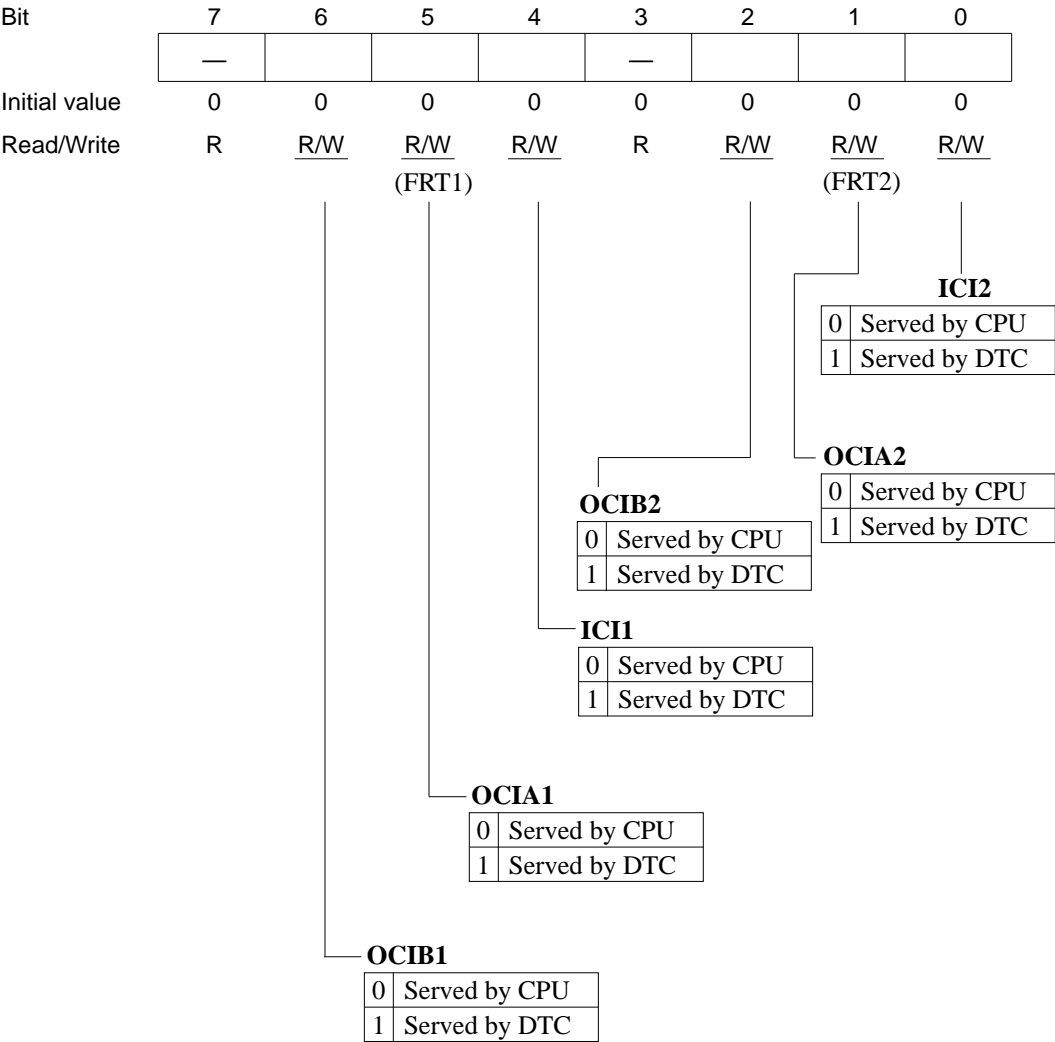 Bit 7 6 5 4 3 2 1 0
— —
Initial value 0 0 0 0 0 0 0 0
Read/Write R R/W R/W R/W R R/W R/W R/W
(FRT1) (FRT2)
ICI2
0 Served by CPU
1 Served by DTC
OCIA2
0 Served by CPU
1 Served by DTC
OCIB2
0 Served by CPU
1 Served by DTC
ICI1
0 Served by CPU
1 Served by DTC
OCIA1
0 Served by CPU
1 Served by DTC
OCIB1
0 Served by CPU
1 Served by DTC